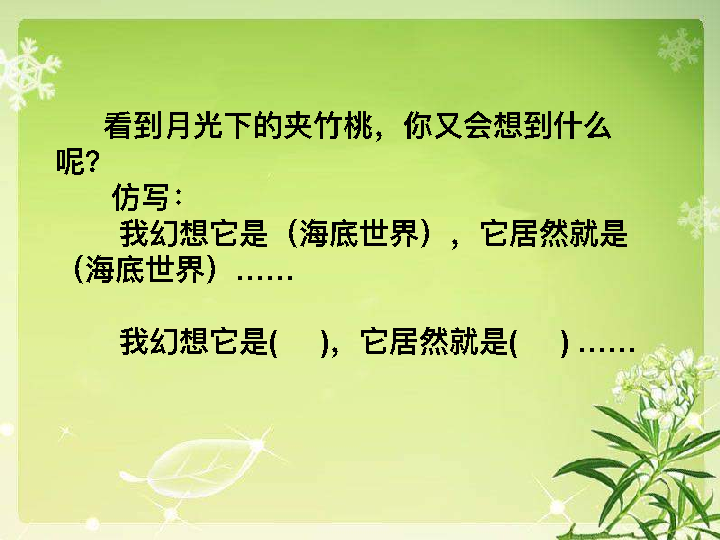 看到月光下的夹竹桃，你又会想到什么
呢？
仿写：
我幻想它是（海底世界），它居然就是
（海底世界）……
我幻想它是(      )，它居然就是(      ) ……